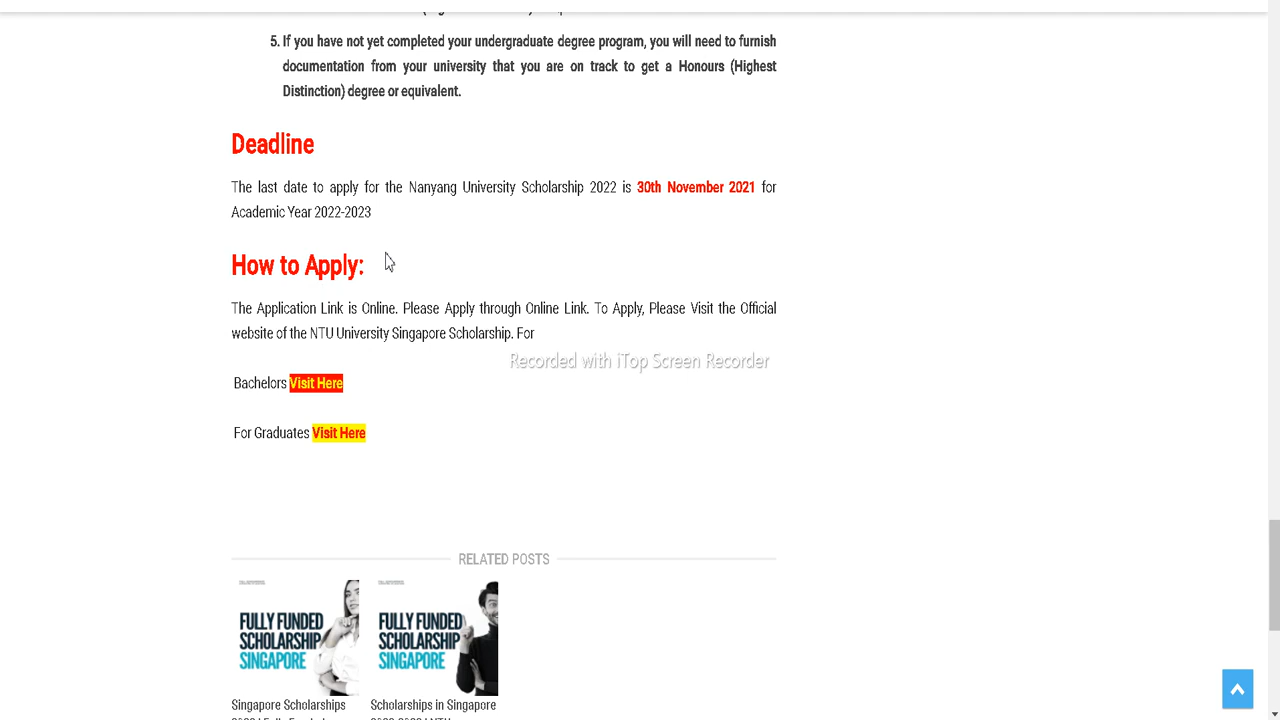 5. If you have not yet completed your undergraduate degree program, you will need to furnish
documentation from your university that you are on track to get a Honours (Highest
Distinction) degree or equivalent.
Deadline
The last date to apply for the Nanyang University Scholarship 2022 is 30th November 2021 for
Academic Year 2022-2023
How to Apply:
The Application Link is Online. Please Apply through Online Link. To Apply, Please Visit the Official
website of the NTU University Singapore Scholarship. For
Recorded with iTop Screen Recorder
Bachelors Visit Here
For Graduates Visit Here
RELATED POSTS
FULLY FUNDED
SCHOLARSHIP
SINGAPORE
FULLY FUNDED
SCHOLARSHIP
SINGAPORE
Singapore Scholarships
Scholarships in Singapore